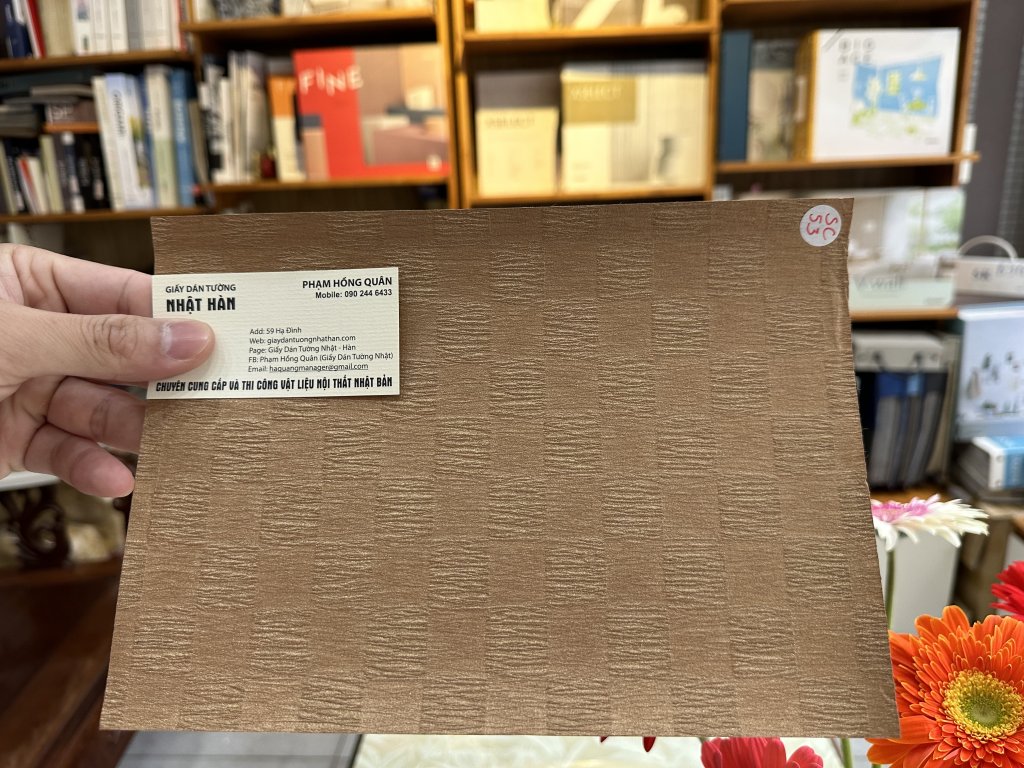 FINE
SELECT
GIẤY DÁN TƯỜNG
NHẬT HÀN
PHẠM HỒNG QUÂN
Mobile: 090 244 6433
Add: 59 Hạ Đình
Web: giaydantuongnhathan.com
Page: Giấy Dán Tường Nhật - Hàn
FB: Phạm Hồng Quân (Giấy Dán Tường Nhật)
Email: haquangmanager@gmail.com
CHUYÊN CUNG CẤP VÀ THI CÔNG VẬT LIỆU NỘI THẤT NHẬT BẢN
SC
53